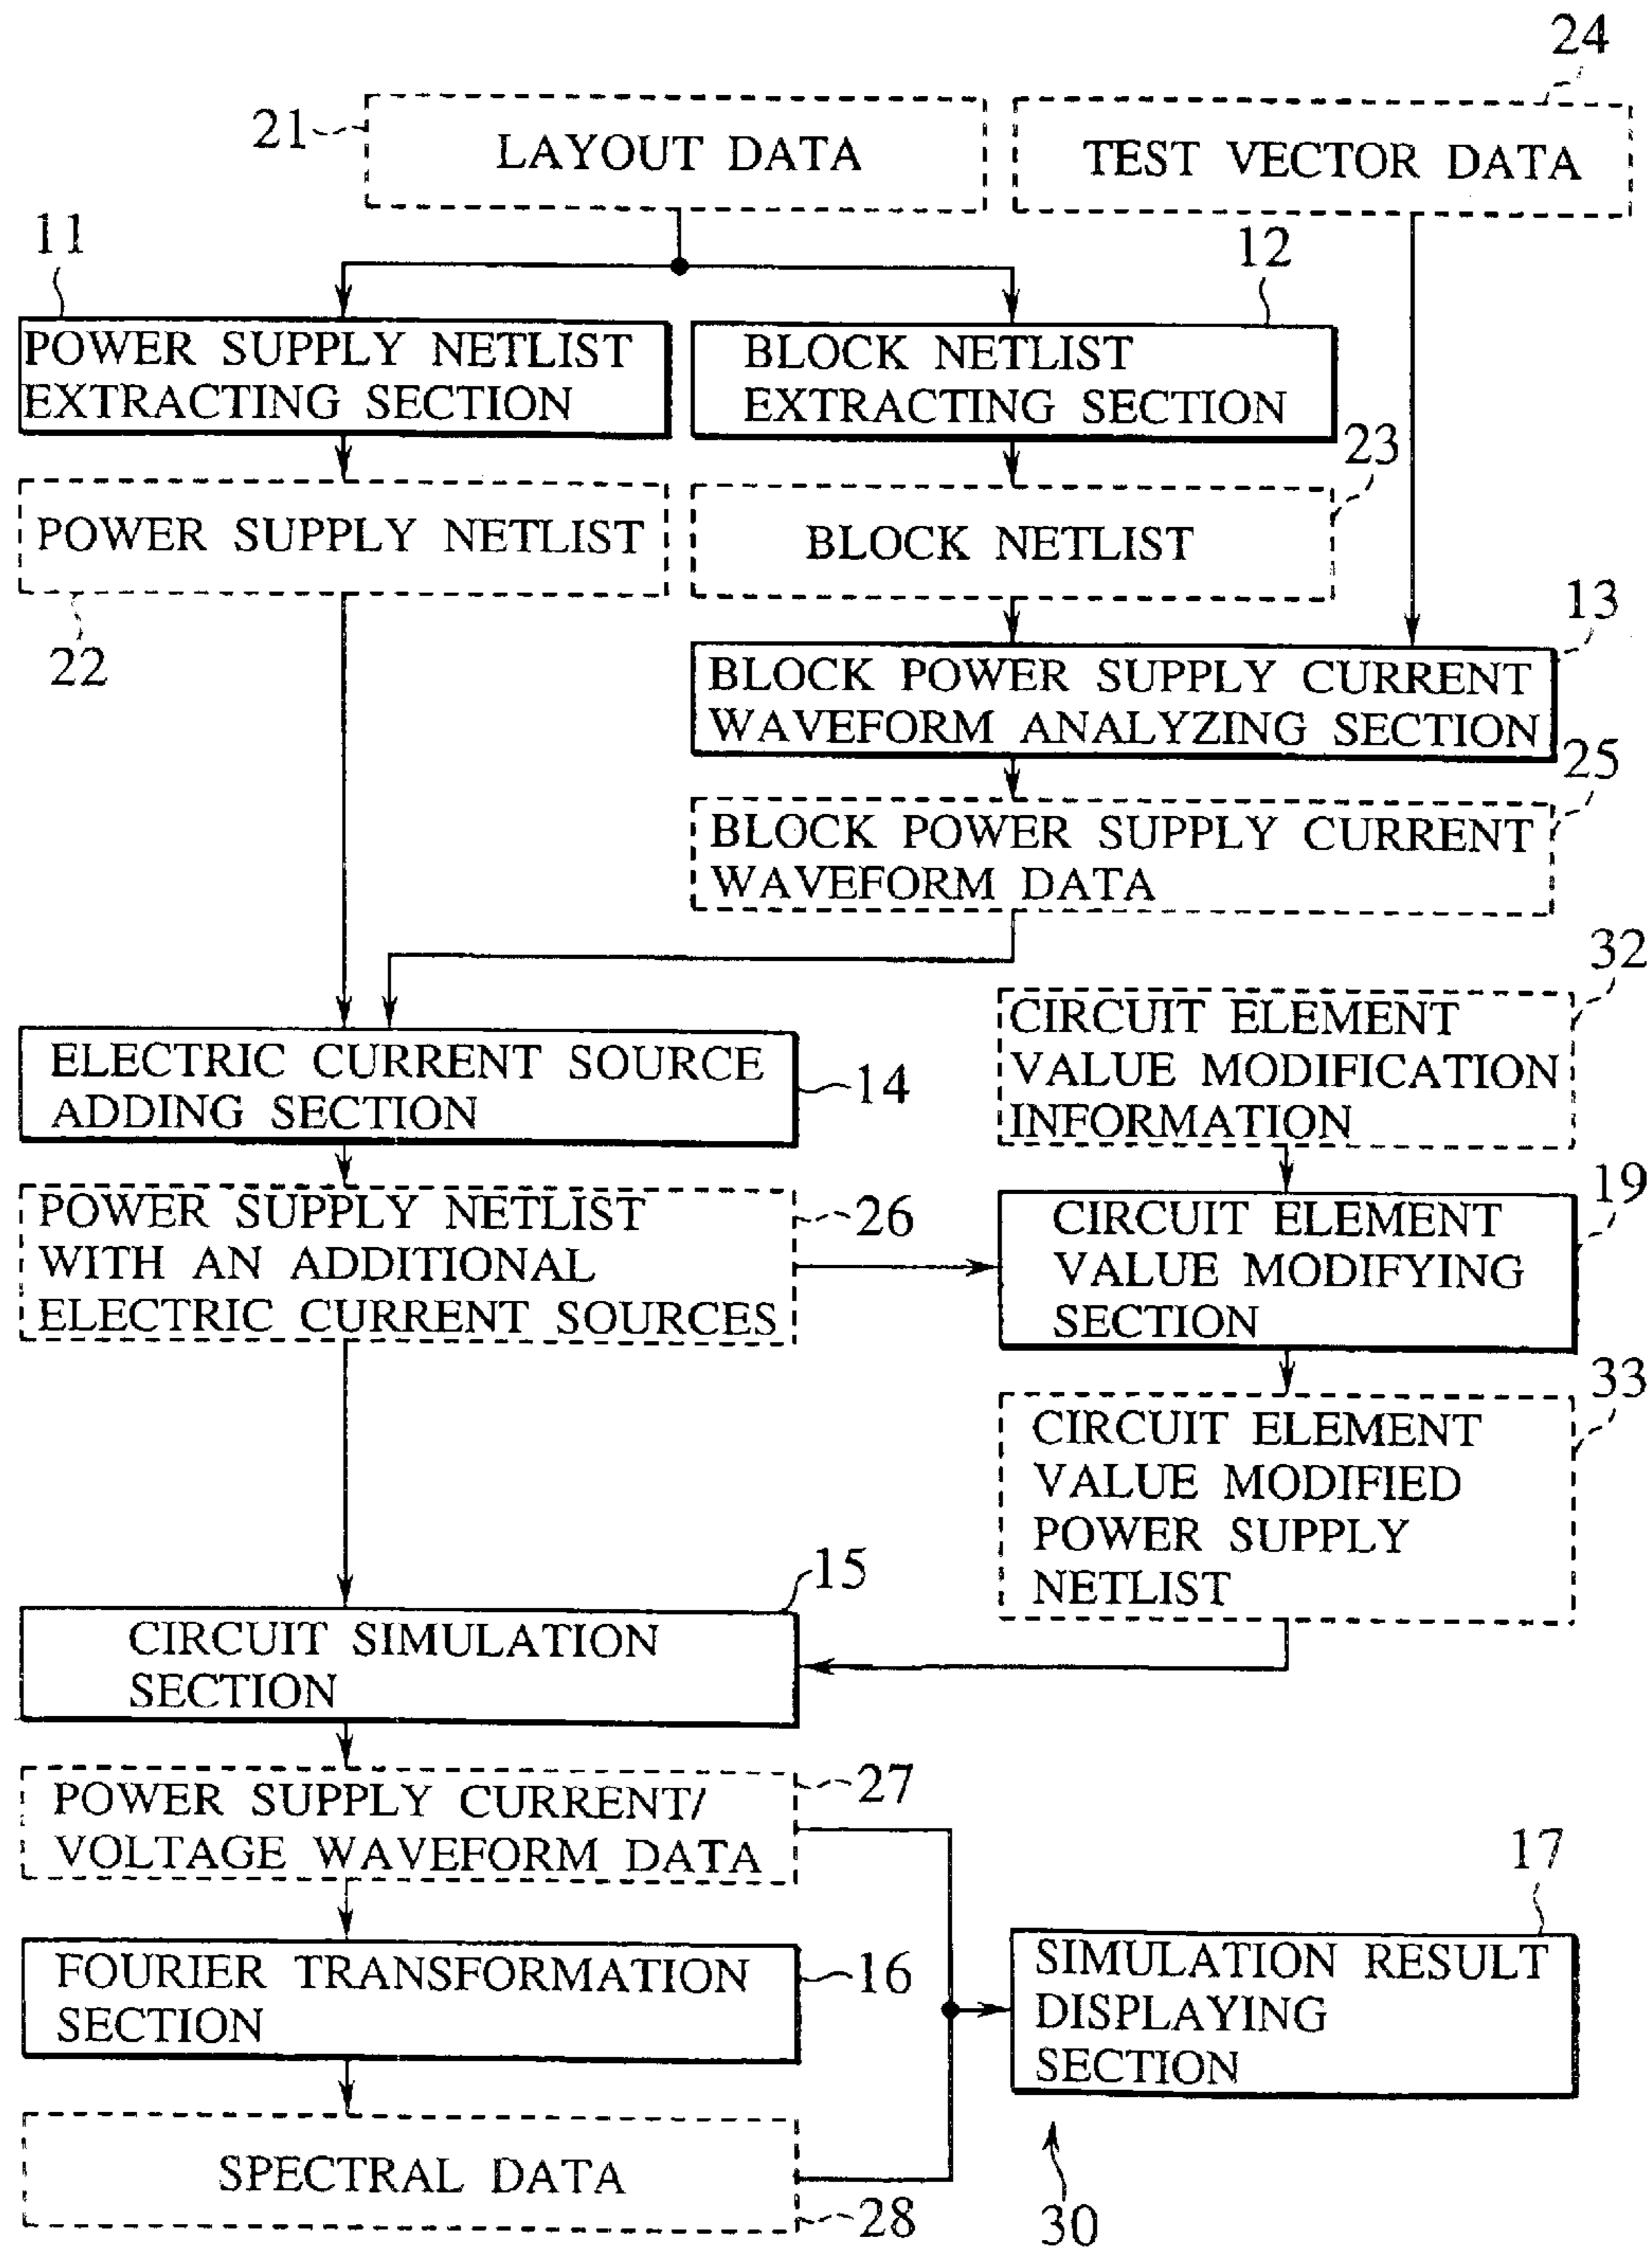 24
21
LAYOUT DATA
TEST VECTOR DATA
11
12
POWER SUPPLY NETLIST
EXTRACTING SECTION
BLOCK NETLIST
EXTRACTING SECTION
23
POWER SUPPLY NETLIST
BLOCK NETLIST
22
13
BLOCK POWER SUPPLY CURRENT
WAVEFORM ANALYZING SECTION
25
BLOCK POWER SUPPLY CURRENT
WAVEFORM DATA
32
CIRCUIT ELEMENT
VALUE MODIFICATION
INFORMATION
ELECTRIC CURRENT SOURCE
ADDING SECTION
14
19
POWER SUPPLY NETLIST
WITH AN ADDITIONAL
ELECTRIC CURRENT SOURCES
26
CIRCUIT ELEMENT
VALUE MODIFYING
SECTION
33
CIRCUIT ELEMENT
VALUE MODIFIED
POWER SUPPLY
NETLIST
15
CIRCUIT SIMULATION
SECTION
27
POWER SUPPLY CURRENT/
VOLTAGE WAVEFORM DATA
17
FOURIER TRANSFORMATION
SECTION
16
SIMULATION RESULT
DISPLAYING
SECTION
SPECTRAL DATA
28
30